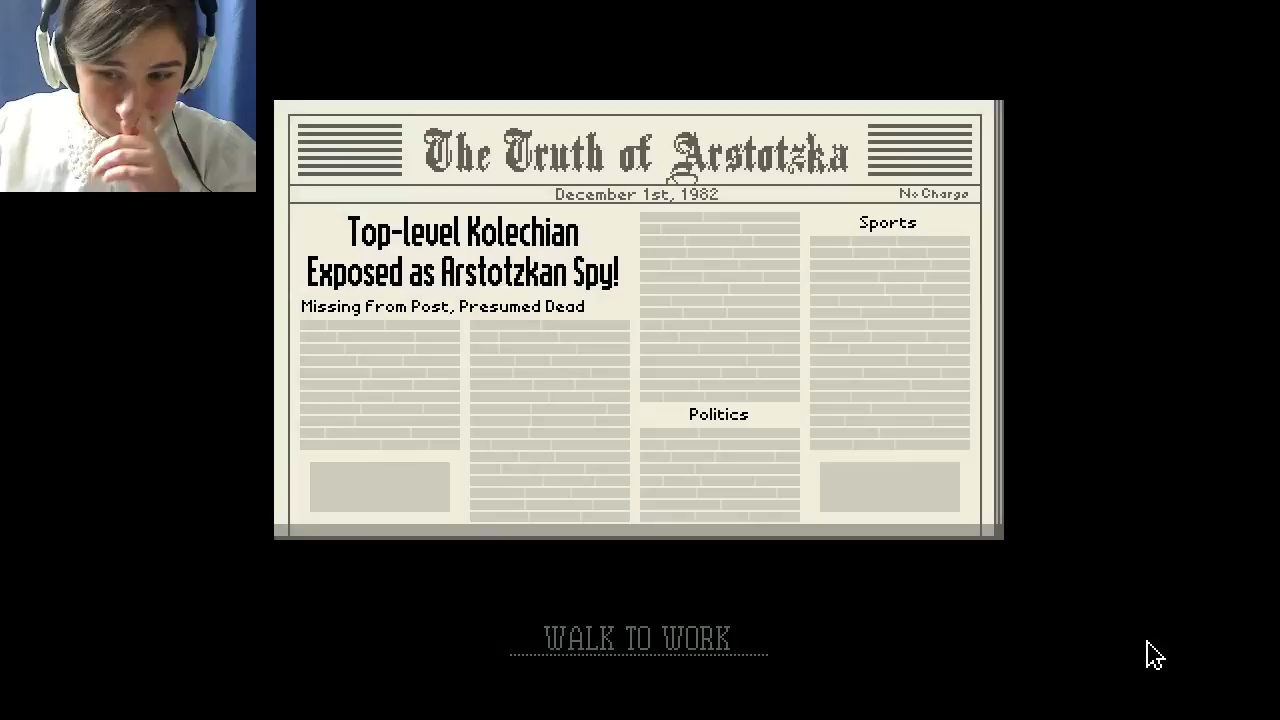 The Truth of Arstotzka
December 1st, 1982
No Charge
Top-level Kolechian
Exposed as Arstotzkan Spy!
Missing From Post, Presumed Dead
Politics
Sports
WALK TO WORK